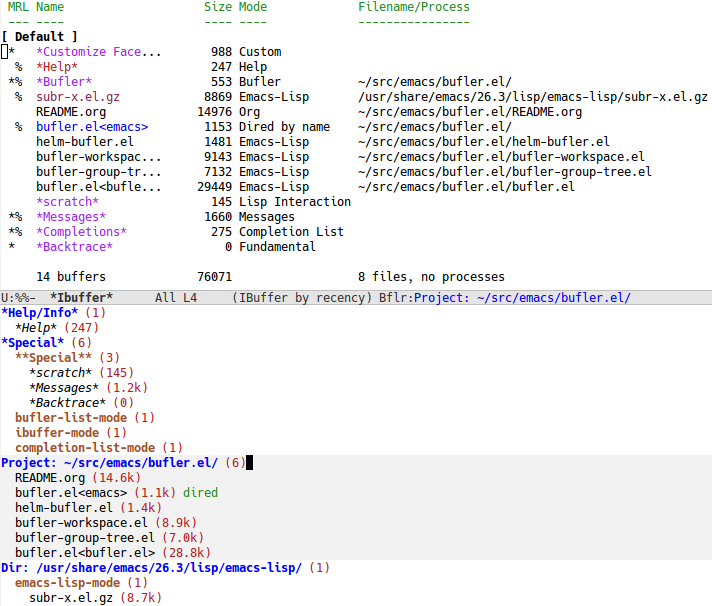 MRL Name Size Mode Filename/Process
--- ---- ---- ---- ----------------
[ Default ]
* *Customize Face... 988 Custom
% *Help* 247 Help
*% *Bufler* 553 Bufler ~/src/emacs/bufler.el/
% subr-x.el.gz 8869 Emacs-Lisp /usr/share/emacs/26.3/lisp/emacs-lisp/subr-x.el.gz
README.org 14976 Org ~/src/emacs/bufler.el/README.org
% bufler.el<emacs> 1153 Dired by name ~/src/emacs/bufler.el/
helm-bufler.el 1481 Emacs-Lisp ~/src/emacs/bufler.el/helm-bufler.el
bufler-workspac... 9143 Emacs-Lisp ~/src/emacs/bufler.el/bufler-workspace.el
bufler-group-tr... 7132 Emacs-Lisp ~/src/emacs/bufler.el/bufler-group-tree.el
bufler.el<bufle... 29449 Emacs-Lisp ~/src/emacs/bufler.el/bufler.el
*scratch* 145 Lisp Interaction
*% *Messages* 1660 Messages
*% *Completions* 275 Completion List
* *Backtrace* 0 Fundamental
14 buffers 76071 8 files, no processes
U:%%- *Ibuffer* All L4 (IBuffer by recency) Bflr:Project: ~/src/emacs/bufler.el/
*Help/Info* (1)
*Help* (247)
*Special* (6)
**Special** (3)
*scratch* (145)
*Messages* (1.2k)
*Backtrace* (0)
bufler-list-mode (1)
ibuffer-mode (1)
completion-list-mode (1)
Project: ~/src/emacs/bufler.el/ (6)
README.org (14.6k)
bufler.el<emacs> (1.1k) dired
helm-bufler.el (1.4k)
bufler-workspace.el (8.9k)
bufler-group-tree.el (7.0k)
bufler.el<bufler.el> (28.8k)
Dir: /usr/share/emacs/26.3/lisp/emacs-lisp/ (1)
emacs-lisp-mode (1)
subr-x.el.gz (8.7k)